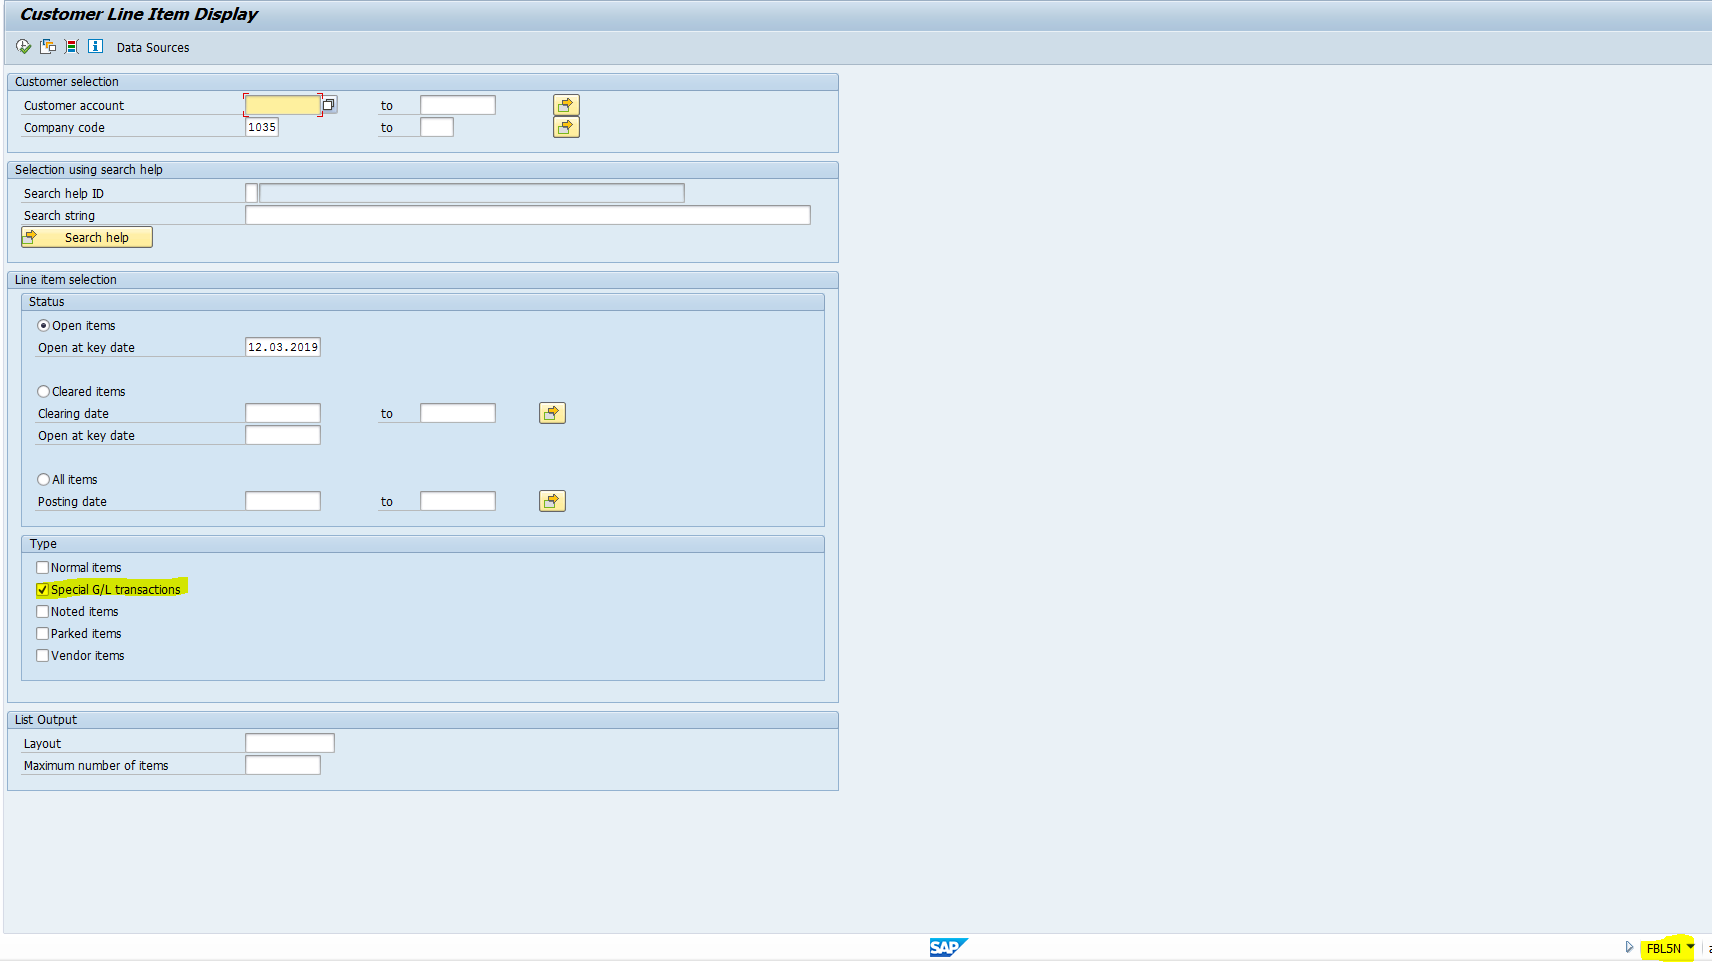 Customer Line Item Display
Data Sources
Customer selection
Customer account to
Company code 1035 to
Selection using search help
Search help ID
Search string
Search help
Line item selection
Status
Open items
Open at key date 12.03.2019
Cleared items
Clearing date to
Open at key date
All items
Posting date to
Type
Normal items
Special G/L transactions
Noted items
Parked items
Vendor items
List Output
Layout
Maximum number of items
SAP FBL5N